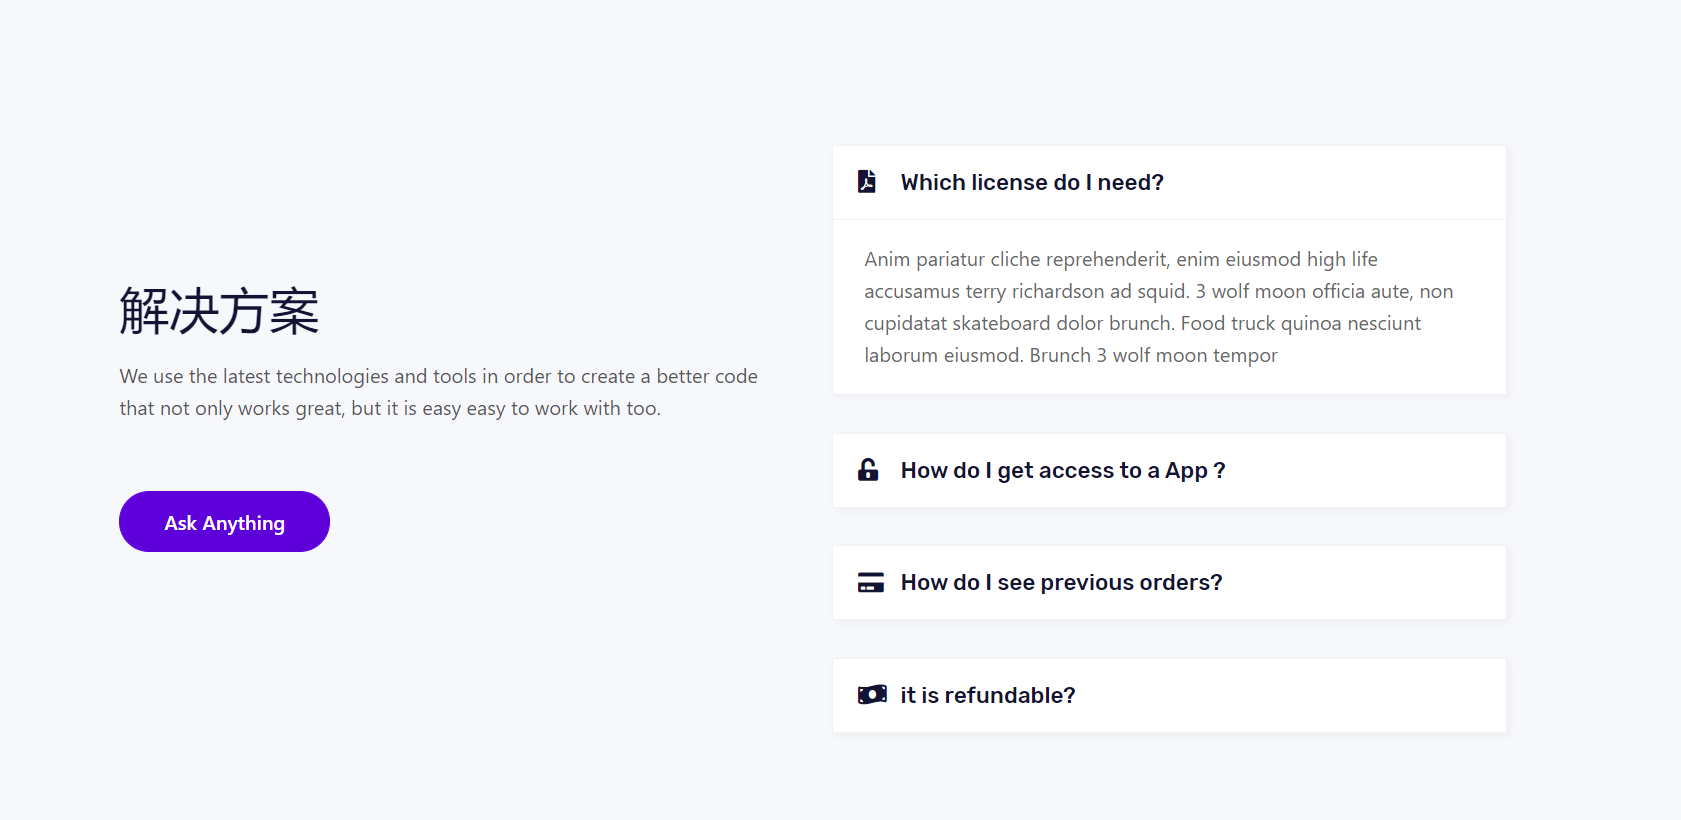 解决方案
We use the latest technologies and tools in order to create a better code
that not only works great, but it is easy easy to work with too.
Ask Anything
Which license do I need?
Anim pariatur cliche reprehenderit, enim eiusmod high life
accusamus terry richardson ad squid. 3 wolf moon officia aute, non
cupidatat skateboard dolor brunch. Food truck quinoa nesciunt
laborum eiusmod. Brunch 3 wolf moon tempor
How do I get access to a App ?
How do I see previous orders?
it is refundable?